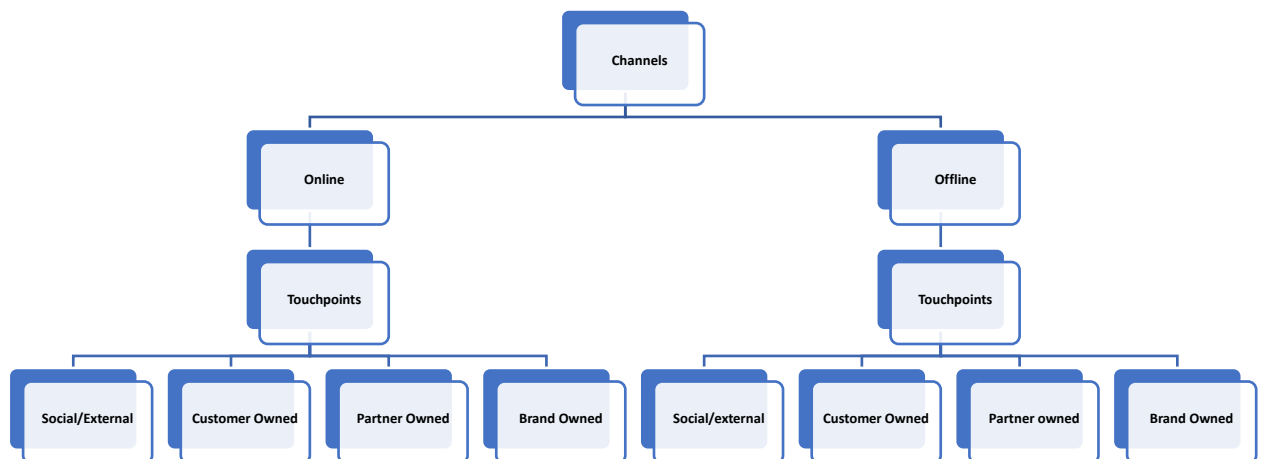 Channels
Online
Offline
Touchpoints
Touchpoints
Social/External
Customer Owned
Partner Owned
Brand Owned
Social/external
Customer Owned
Partner owned
Brand Owned